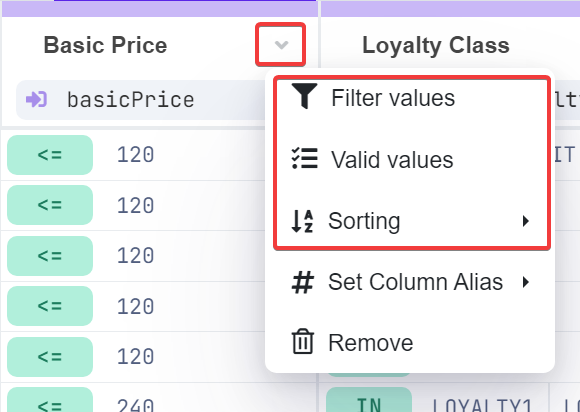 Basic Price
Loyalty Class
basicPrice
Filter values
<= 120
Valid values
<= 120
Sorting
<= 120
Set Column Alias
<= 120
<= 120
Remove
<= 240
IN LOYALTY1